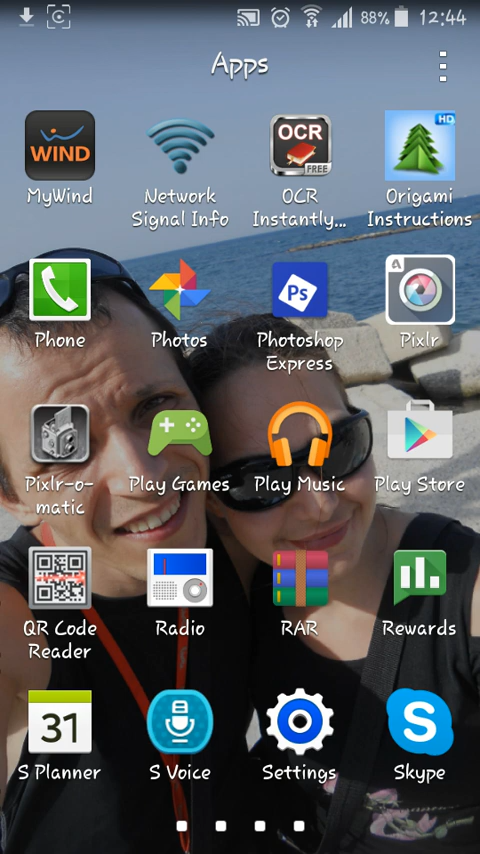 88% 12:44
Apps
WIND
OCR
FREE
HD
MyWind
Network
Signal Info
OCR
Instantly...
Origami
Instructions
Ps
A
Phone
Photos
Photoshop
Express
Pixlr
Pixlr-o-
matic
Play Games
Play Music
Play Store
QR Code
Reader
Radio
RAR
Rewards
31
S
S Planner
S Voice
Settings
Skype